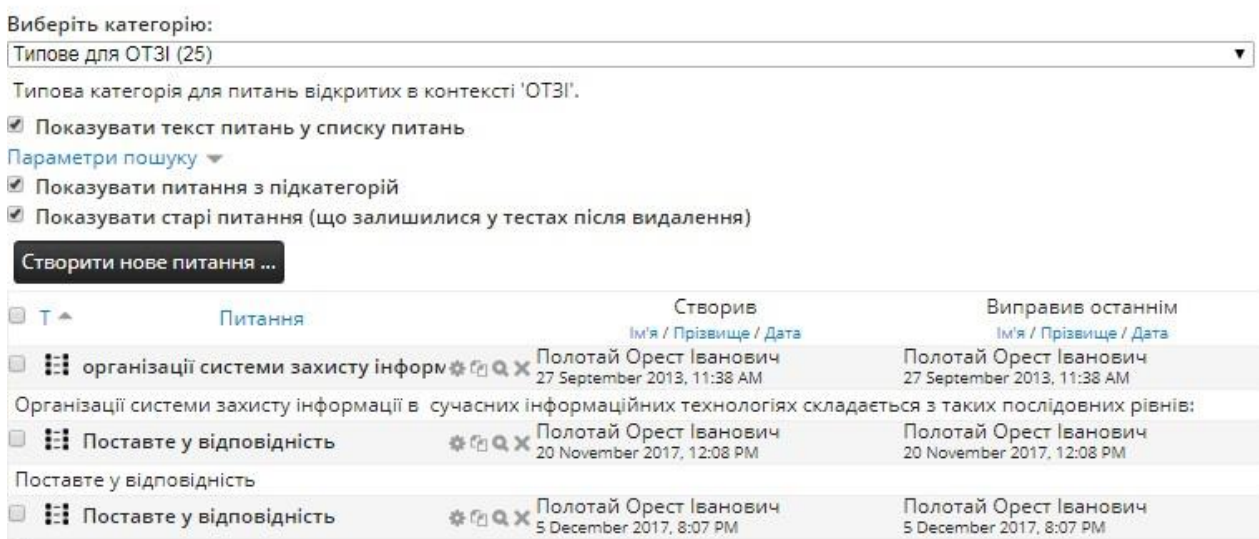 Виберіть категорію:
Типове для ОТЗІ (25)
Типова категорія для питань відкритих в контексті 'ОТЗІ'.
Показувати текст питань у списку питань
Параметри пошуку
Показувати питання з підкатегорій
Показувати старі питання (що залишилися у тестах після видалення)
Створити нове питання ...
Т Питання Створив Виправив останнім
Ім'я / Прізвище / Дата Ім'я / Прізвище / Дата
організації системи захисту інформ Полотай Орест Іванович Полотай Орест Іванович
27 September 2013, 11:38 AM 27 September 2013, 11:38 AM
Організації системи захисту інформації в сучасних інформаційних технологіях складається з таких послідовних рівнів:
Поставте у відповідність Полотай Орест Іванович Полотай Орест Іванович
20 November 2017, 12:08 PM 20 November 2017, 12:08 PM
Поставте у відповідність
Поставте у відповідність Полотай Орест Іванович Полотай Орест Іванович
5 December 2017, 8:07 PM 5 December 2017, 8:07 PM